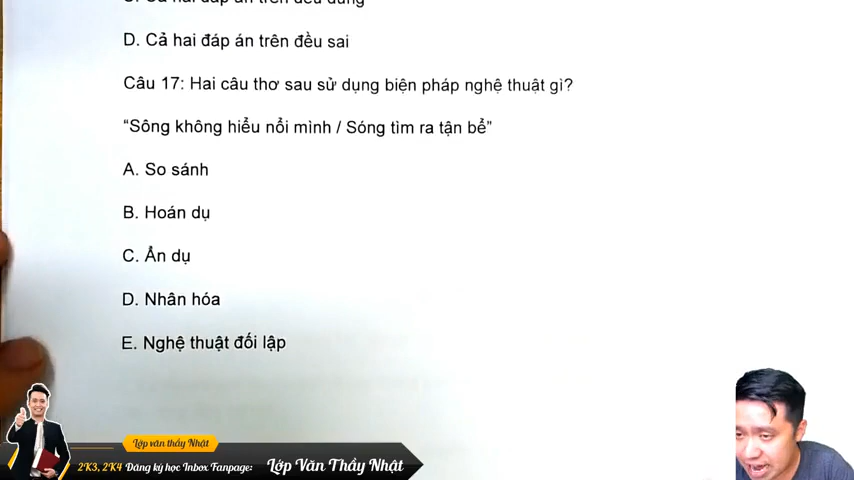 D. Cả hai đáp án trên đều sai
Câu 17: Hai câu thơ sau sử dụng biện pháp nghệ thuật gì?
“Sông không hiểu nổi mình / Sóng tìm ra tận bể”
A. So sánh
B. Hoán dụ
C. Ẩn dụ
D. Nhân hóa
E. Nghệ thuật đối lập
Lớp văn thầy Nhật
2K3, 2K4 Đăng ký học Inbox Fanpage: Lớp Văn Thầy Nhật